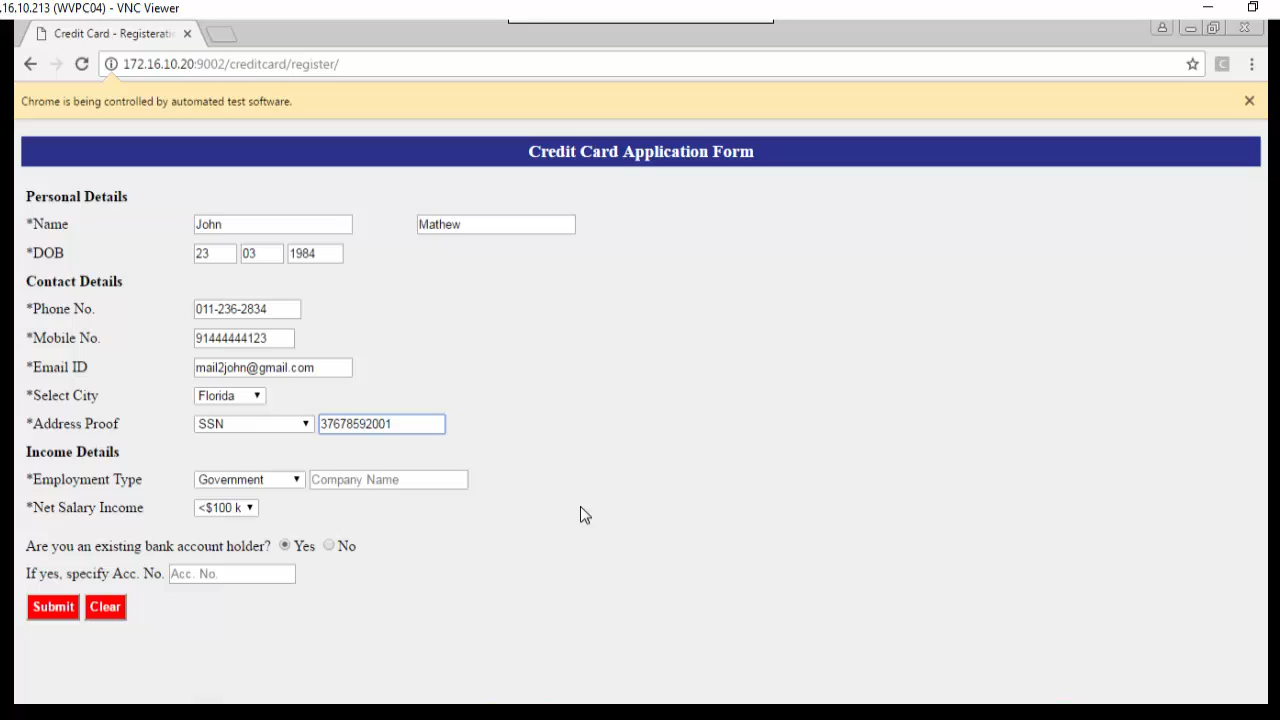 .16.10.213 (WVPC04) - VNC Viewer
Credit Card - Registerati
172.16.10.20:9002/creditcard/register/
C
Chrome is being controlled by automated test software.
Credit Card Application Form
Personal Details
*Name John Mathew
*DOB 23 03 1984
Contact Details
*Phone No. 011-236-2834
*Mobile No. 91444444123
*Email ID mail2john@gmail.com
*Select City Florida
*Address Proof SSN 37678592001
Income Details
*Employment Type Government Company Name
*Net Salary Income <$100 k
Are you an existing bank account holder? Yes No
If yes, specify Acc. No. Acc. No.
Submit Clear